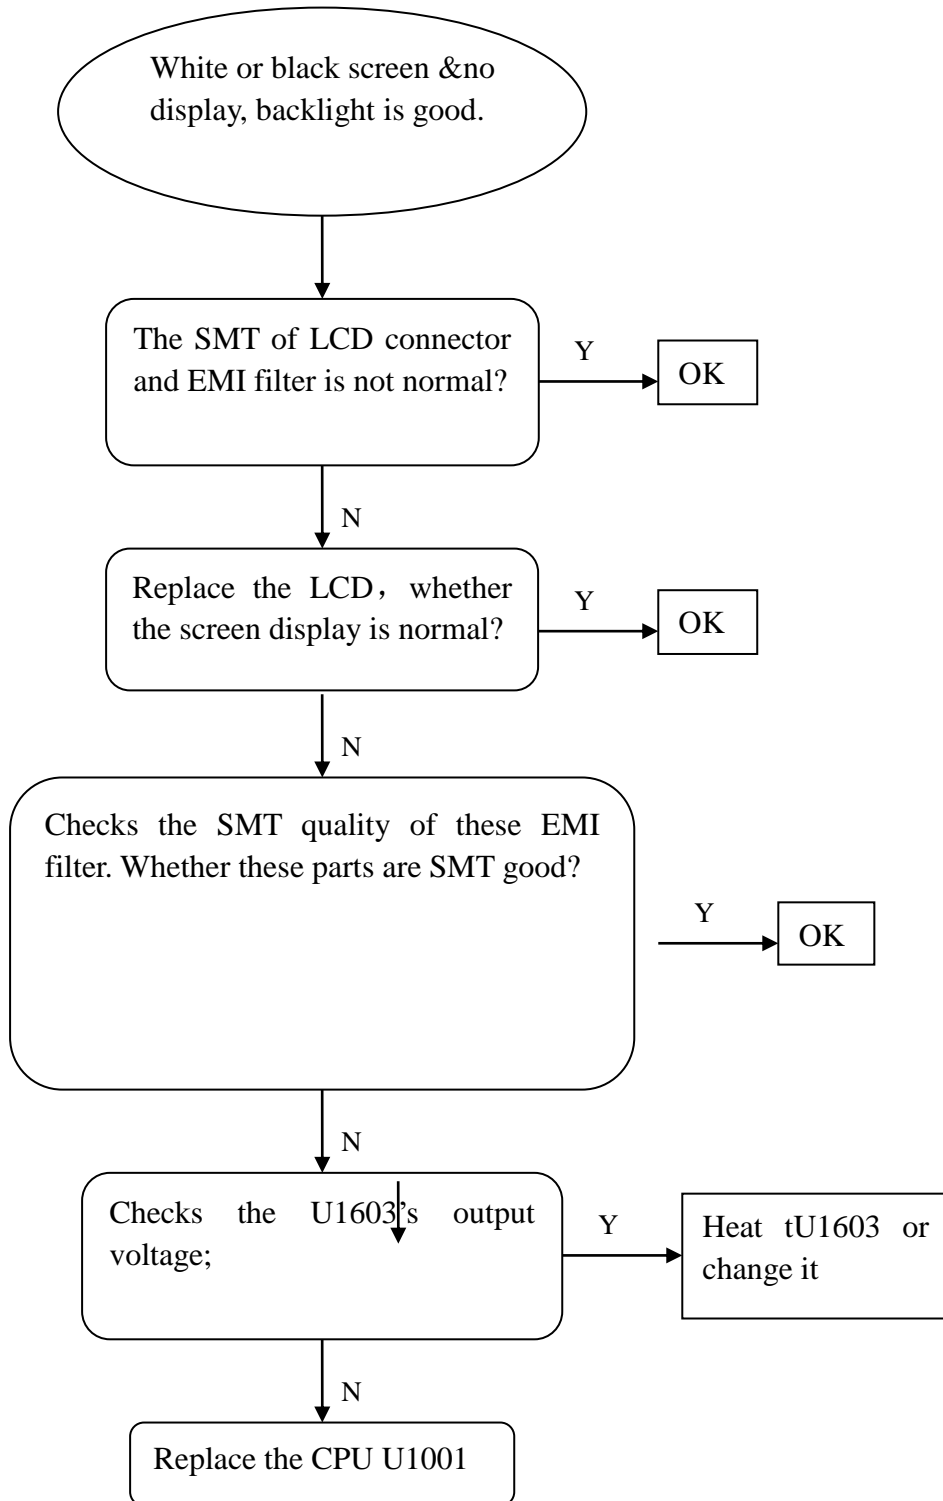 White or black screen &no
display, backlight is good.
The SMT of LCD connector
and EMI filter is not normal?
Y
OK
N
Replace the LCD，whether
the screen display is normal?
Y
OK
N
Checks the SMT quality of these EMI
filter. Whether these parts are SMT good?
Y
OK
N
Checks the U1603's output
voltage;
Y
Heat tU1603 or
change it
N
Replace the CPU U1001